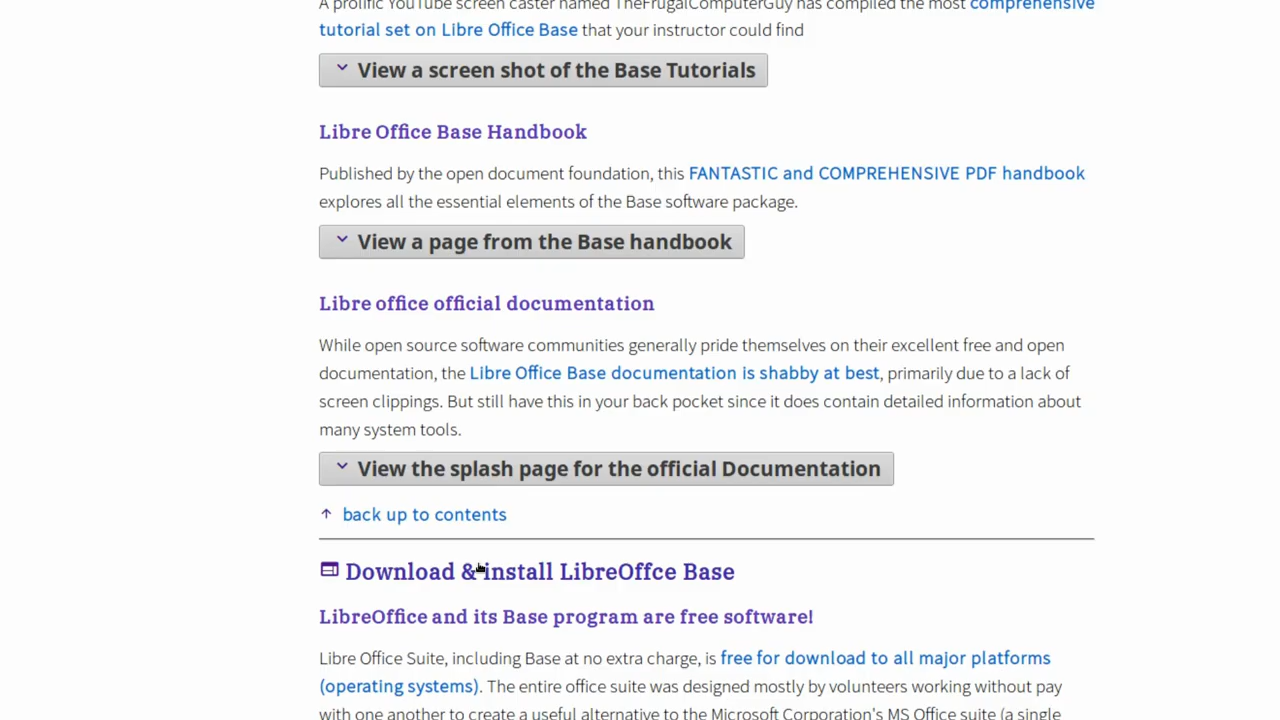 A prolific YouTube screen caster named TheFrugalComputerGuy has compiled the most comprehensive
tutorial set on Libre Office Base that your instructor could find
View a screen shot of the Base Tutorials
Libre Office Base Handbook
Published by the open document foundation, this FANTASTIC and COMPREHENSIVE PDF handbook
explores all the essential elements of the Base software package.
View a page from the Base handbook
Libre office official documentation
While open source software communities generally pride themselves on their excellent free and open
documentation, the Libre Office Base documentation is shabby at best, primarily due to a lack of
screen clippings. But still have this in your back pocket since it does contain detailed information about
many system tools.
View the splash page for the official Documentation
back up to contents
Download & install LibreOffce Base
LibreOffice and its Base program are free software!
Libre Office Suite, including Base at no extra charge, is free for download to all major platforms
(operating systems). The entire office suite was designed mostly by volunteers working without pay
with one another to create a useful alternative to the Microsoft Corporation's MS Office suite (a single